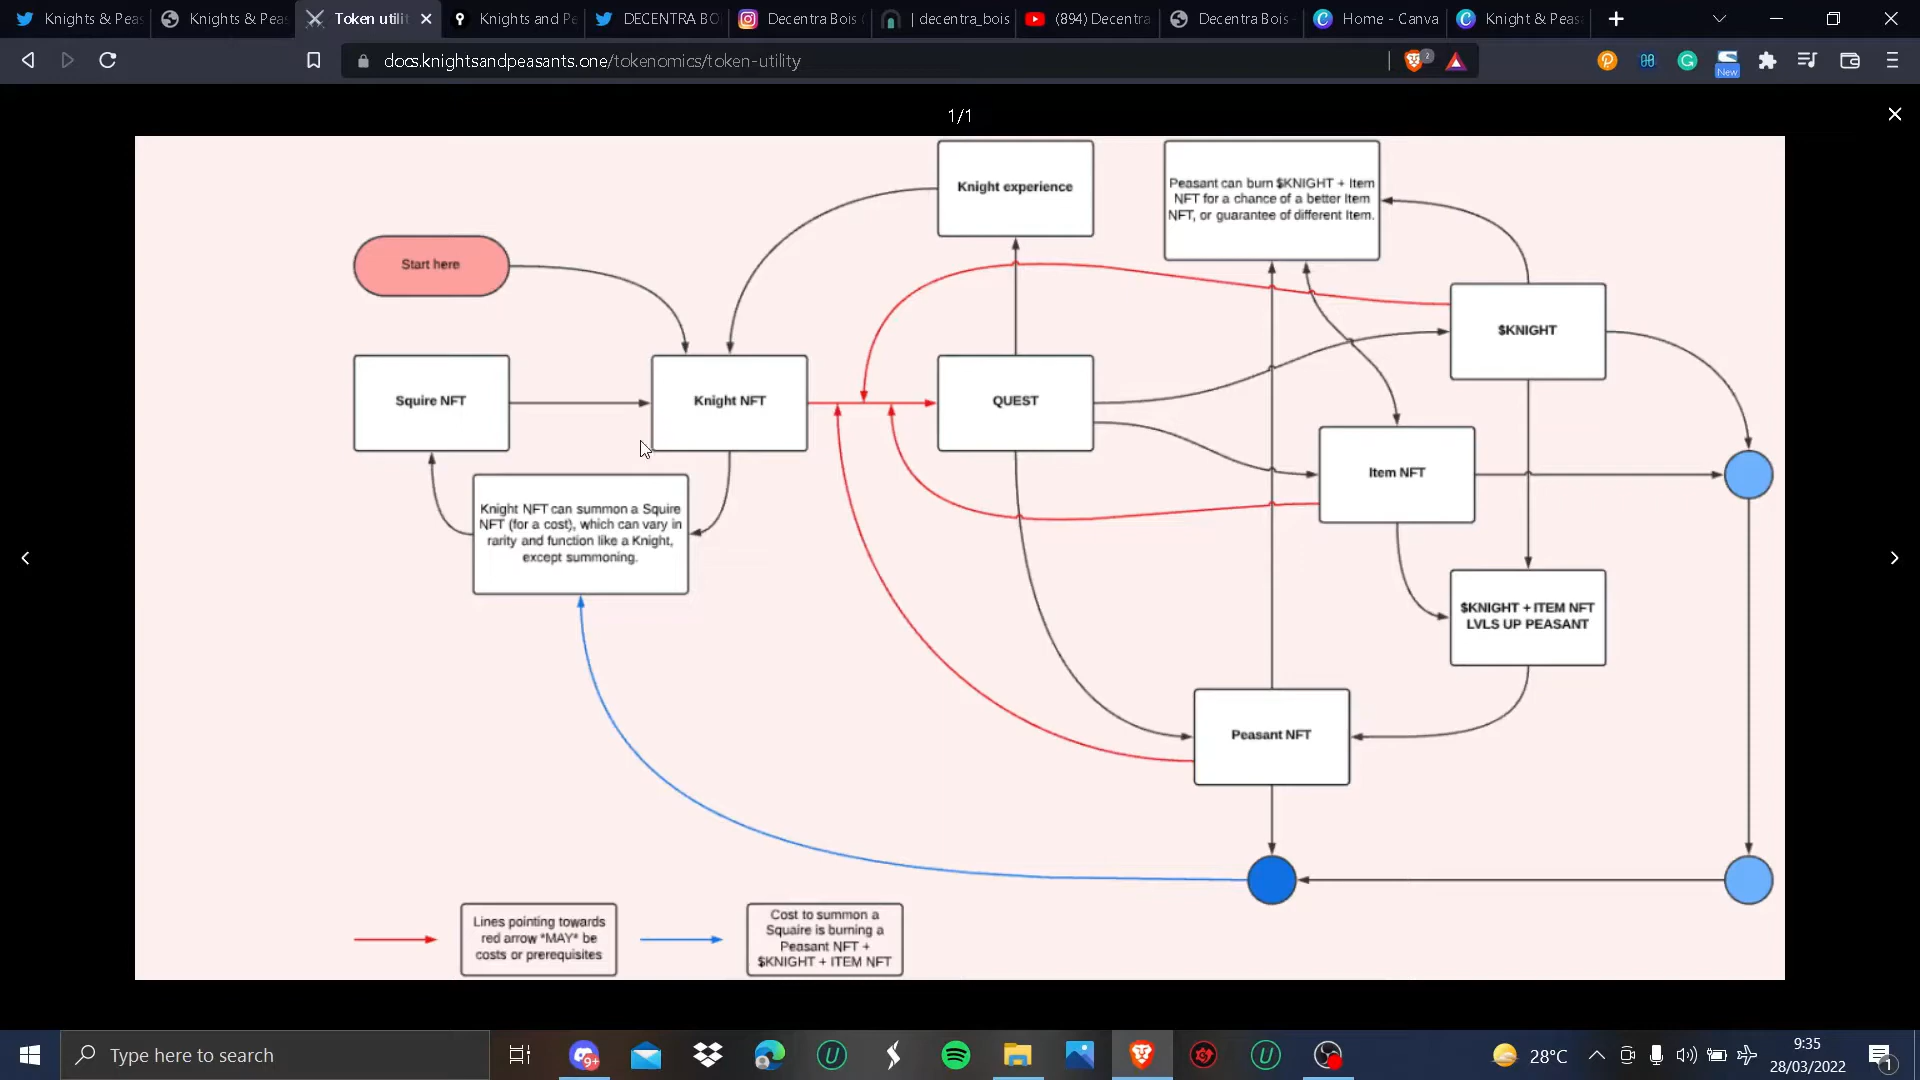 Knights & Peas
Knights & Peas
Token utilit
Knights and Pe
DECENTRA BO
Decentra Bois
| decentra_bois
(894) Decentra
Decentra Bois
Home - Canva
Knight & Peas
docs.knightsandpeasants.one/tokenomics/token-utility
2
New
1/1
Knight experience
Peasant can burn $KNIGHT + Item
NFT for a chance of a better Item
NFT, or guarantee of different Item.
Start here
$KNIGHT
Squire NFT
Knight NFT
QUEST
Item NFT
Knight NFT can summon a Squire
NFT (for a cost), which can vary in
rarity and function like a Knight,
except summoning.
$KNIGHT + ITEM NFT
LVLS UP PEASANT
Peasant NFT
Lines pointing towards
red arrow *MAY* be
costs or prerequisites
Cost to summon a
Squaire is burning a
Peasant NFT +
$KNIGHT + ITEM NFT
Type here to search
9+
28°C
9:35
28/03/2022
1